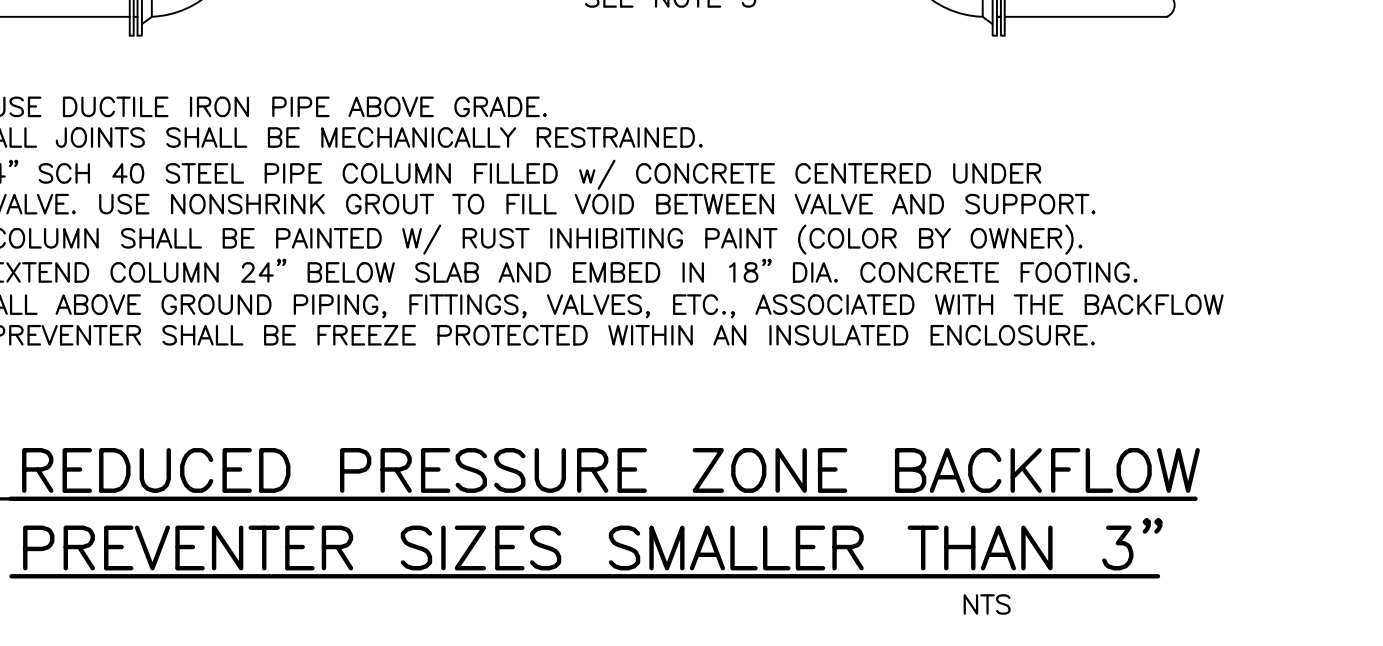 SEE NOTE 3
USE DUCTILE IRON PIPE ABOVE GRADE.
ALL JOINTS SHALL BE MECHANICALLY RESTRAINED.
4” SCH 40 STEEL PIPE COLUMN FILLED w/ CONCRETE CENTERED UNDER
VALVE. USE NONSHRINK GROUT TO FILL VOID BETWEEN VALVE AND SUPPORT.
COLUMN SHALL BE PAINTED W/ RUST INHIBITING PAINT (COLOR BY OWNER).
EXTEND COLUMN 24” BELOW SLAB AND EMBED IN 18” DIA. CONCRETE FOOTING.
ALL ABOVE GROUND PIPING, FITTINGS, VALVES, ETC., ASSOCIATED WITH THE BACKFLOW
PREVENTER SHALL BE FREEZE PROTECTED WITHIN AN INSULATED ENCLOSURE.
REDUCED PRESSURE ZONE BACKFLOW
PREVENTER SIZES SMALLER THAN 3”
NTS